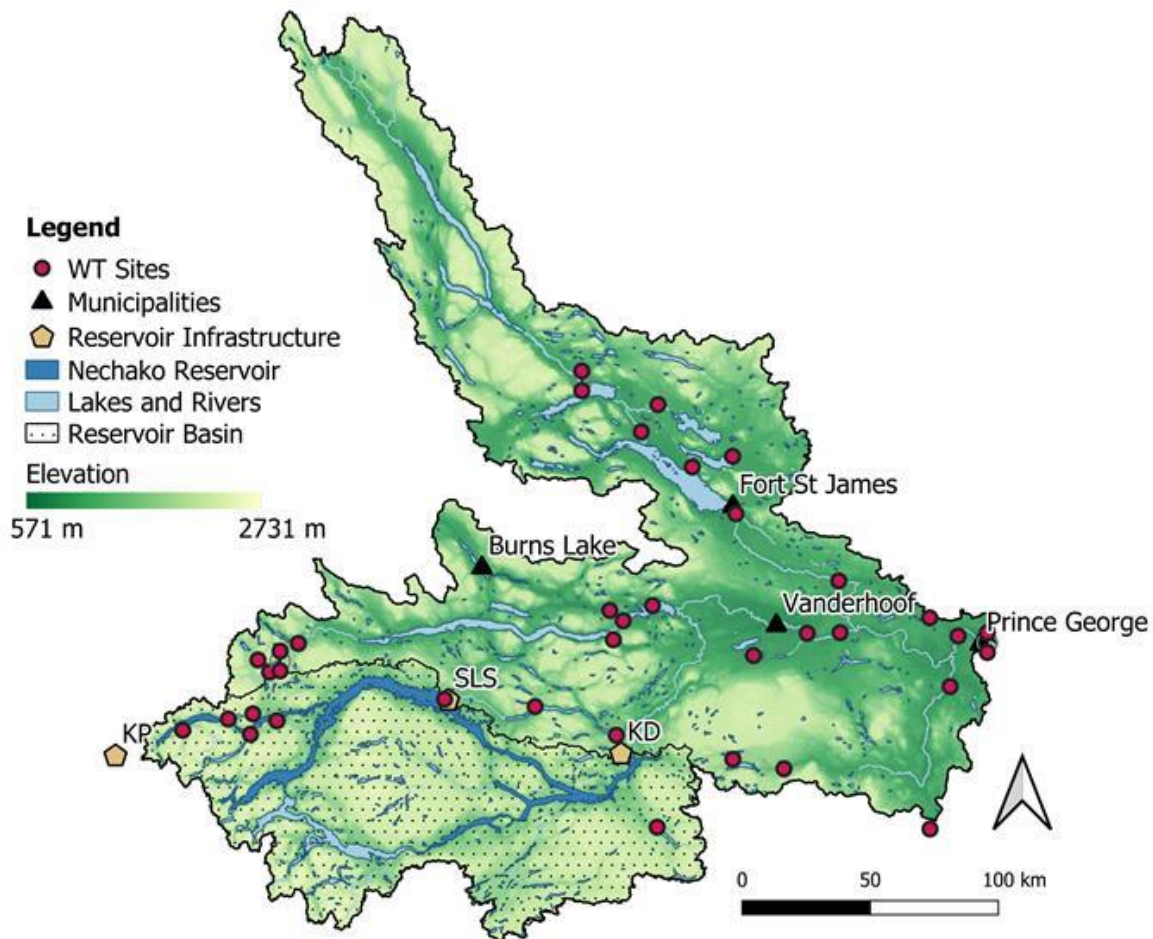 Legend
WT Sites
Municipalities
Reservoir Infrastructure
Nechako Reservoir
Lakes and Rivers
Reservoir Basin
Elevation
571 m 2731 m
Fort St James
Burns Lake
Vanderhoof
Prince George
SLS
KP
KD
0 50 100 km